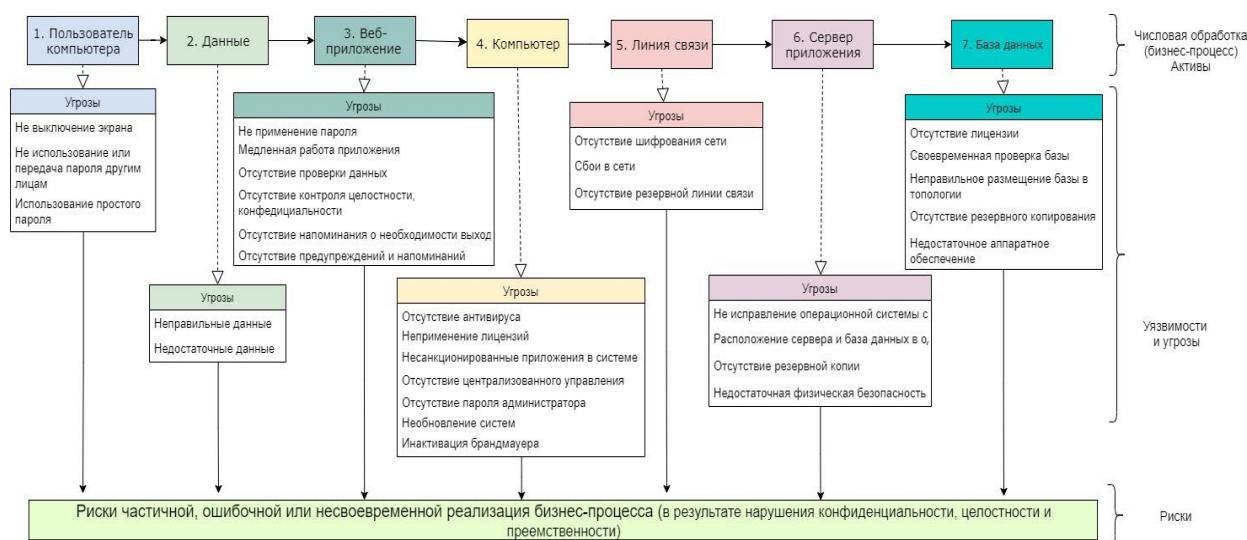 1. Пользователь
компьютера
2. Данные
3. Веб-
приложение
4. Компьютер
5. Линия связи
6. Сервер
приложения
7. База данных
Числовая обработка
(бизнес-процесс)
Активы
Угрозы
Не выключение экрана
Не использование или
передача пароля другим
лицам
Использование простого
пароля
Угрозы
Неправильные данные
Недостаточные данные
Угрозы
Не применение пароля
Медленная работа приложения
Отсутствие проверки данных
Отсутствие контроля целостности,
конфедициальности
Отсутствие напоминания о необходимости выход
Отсутствие предупреждений и напоминаний
Угрозы
Отсутствие антивируса
Неприменение лицензий
Несанкционированные приложения в системе
Отсутствие централизованного управления
Отсутствие пароля администратора
Необновление систем
Инактивация брандмауера
Угрозы
Отсутствие шифрования сети
Сбои в сети
Отсутствие резервной линии связи
Угрозы
Не исправление операционной системы с
Расположение сервера и база данных в о,
Отсутствие резервной копии
Недостаточная физическая безопасность
Угрозы
Отсутствие лицензии
Своевременная проверка базы
Неправильное размещение базы в
топологии
Отсутствие резервного копирования
Недостаточное аппаратное
обеспечение
Уязвимости
и угрозы
Риски частичной, ошибочной или несвоевременной реализация бизнес-процесса (в результате нарушения конфиденциальности, целостности и
преемственности)
Риски